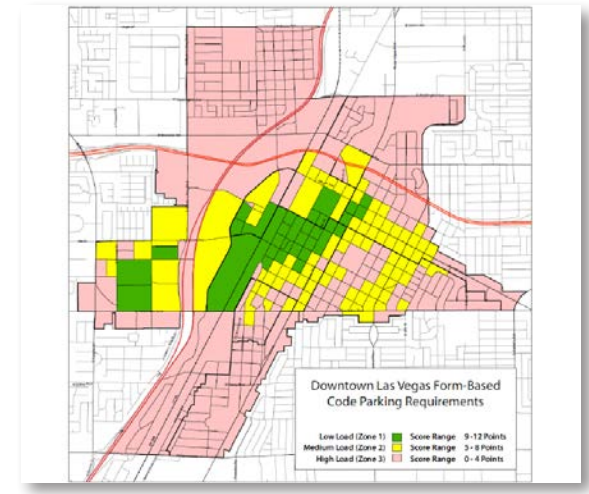 Downtown Las Vegas Form-Based
Code Parking Requirements
Low Load (Zone 1) Score Range 9-12 Points
Medium Load (Zone 2) Score Range 5-8 Points
High Load (Zone 3) Score Range 0-4 Points